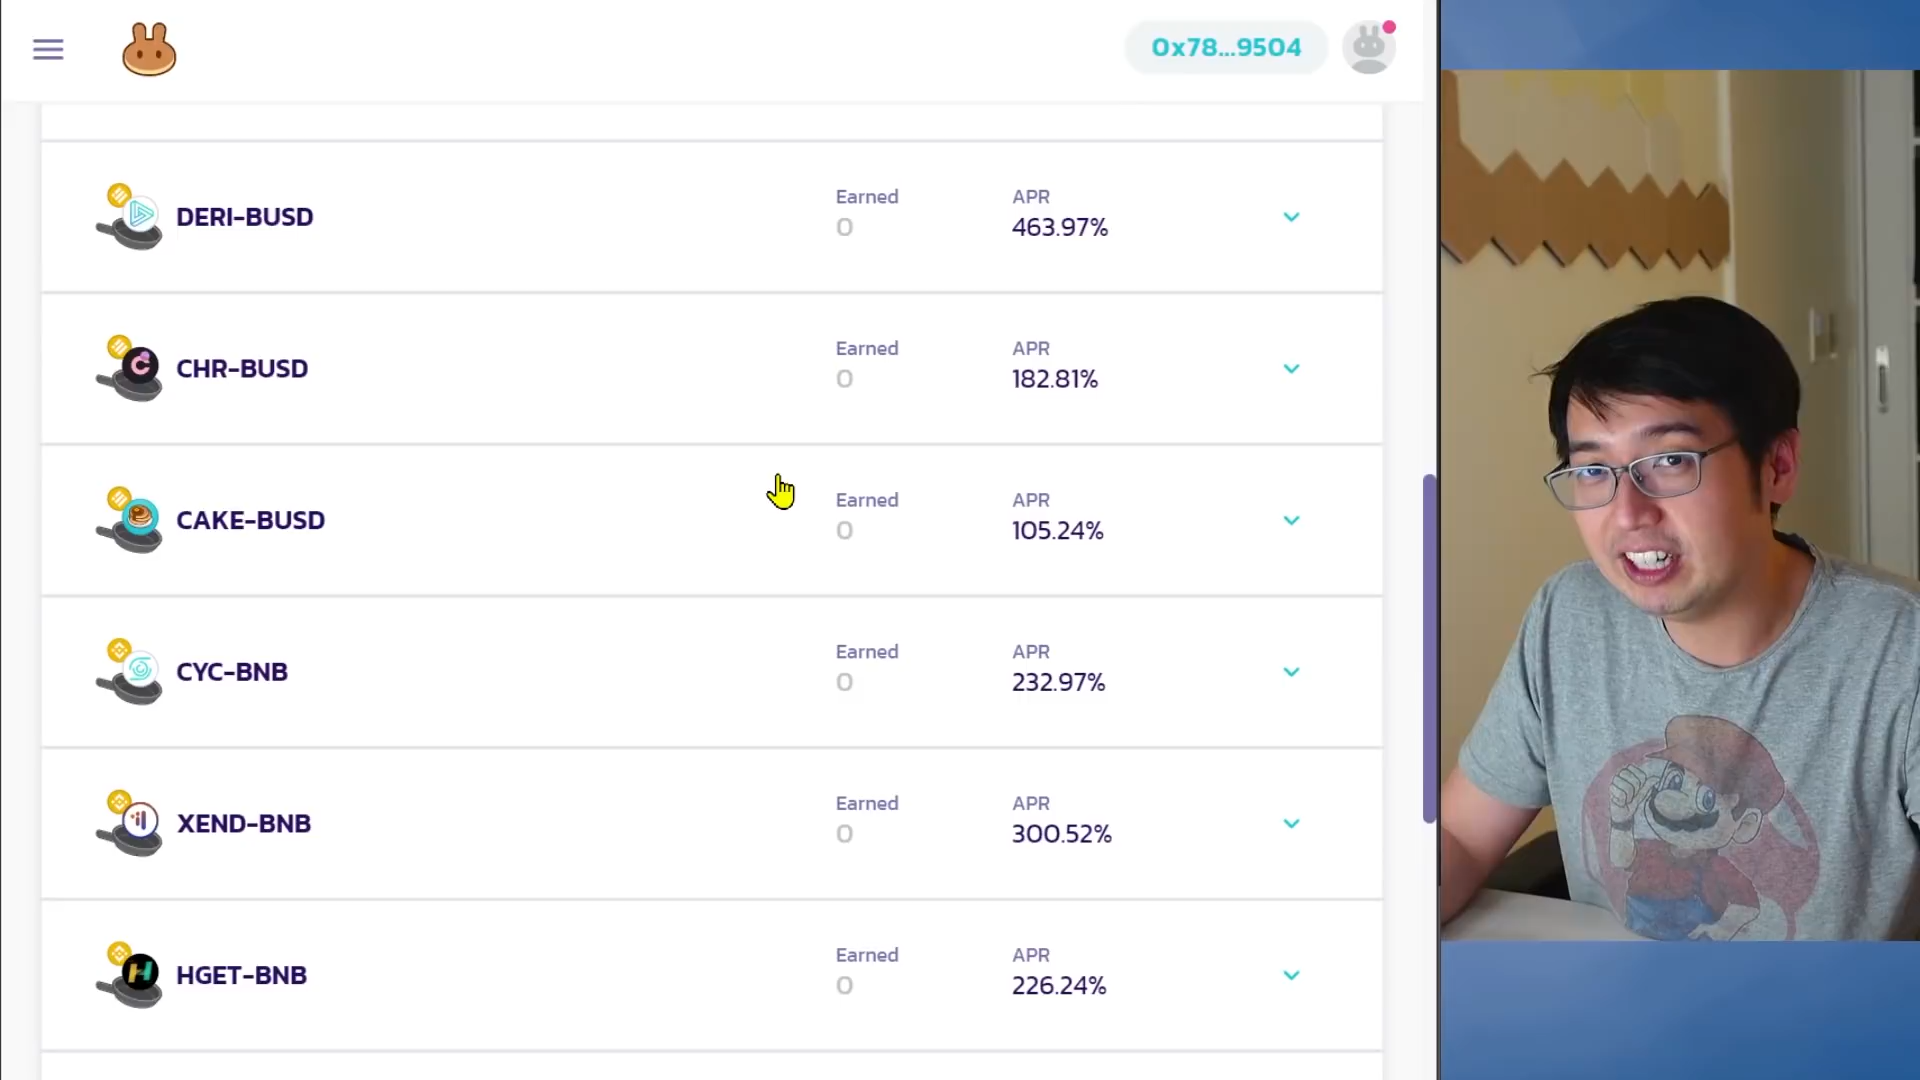 0x78...9504
DERI-BUSD
Earned
0
APR
463.97%
CHR-BUSD
Earned
0
APR
182.81%
CAKE-BUSD
Earned
0
APR
105.24%
CYC-BNB
Earned
0
APR
232.97%
XEND-BNB
Earned
0
APR
300.52%
HGET-BNB
Earned
0
APR
226.24%